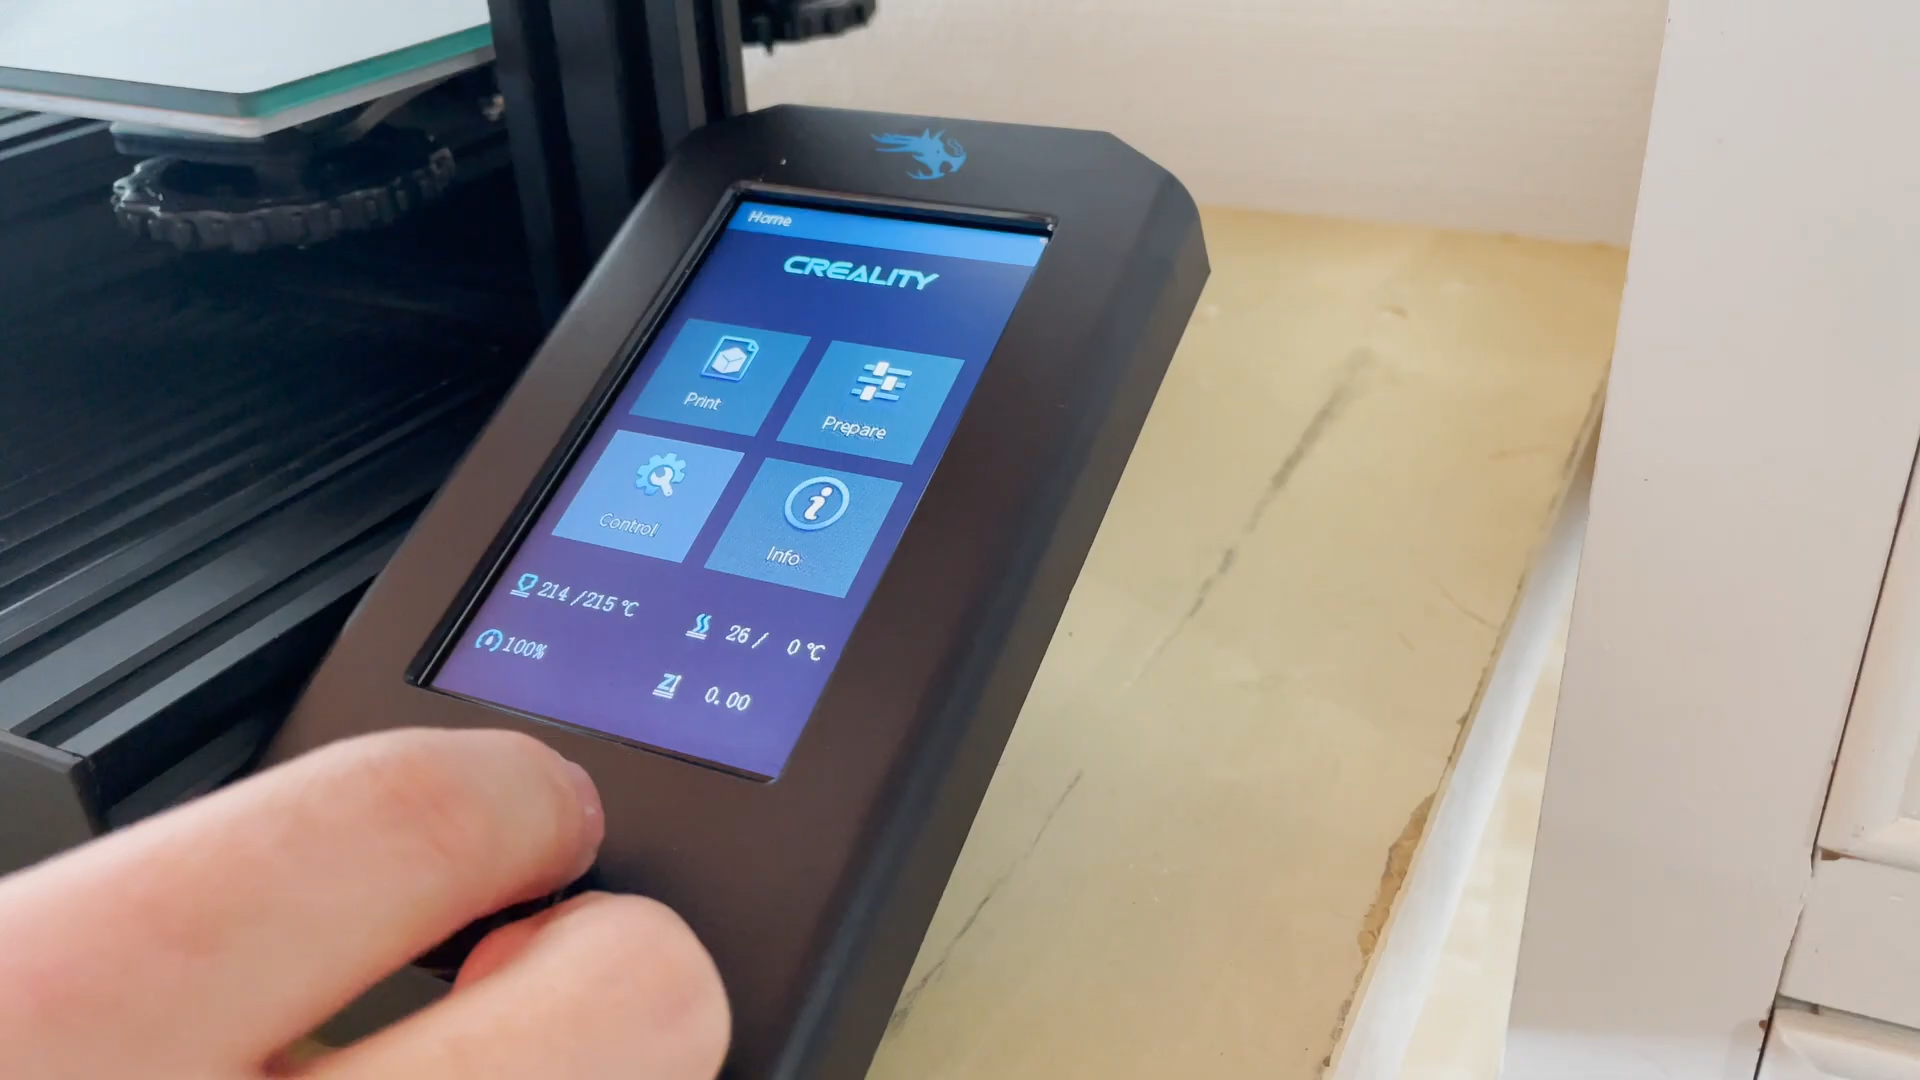 Home
CREALITY
Print
Prepare
Control
Info
214 /215 ℃
26 / 0 ℃
100%
Z 0.00